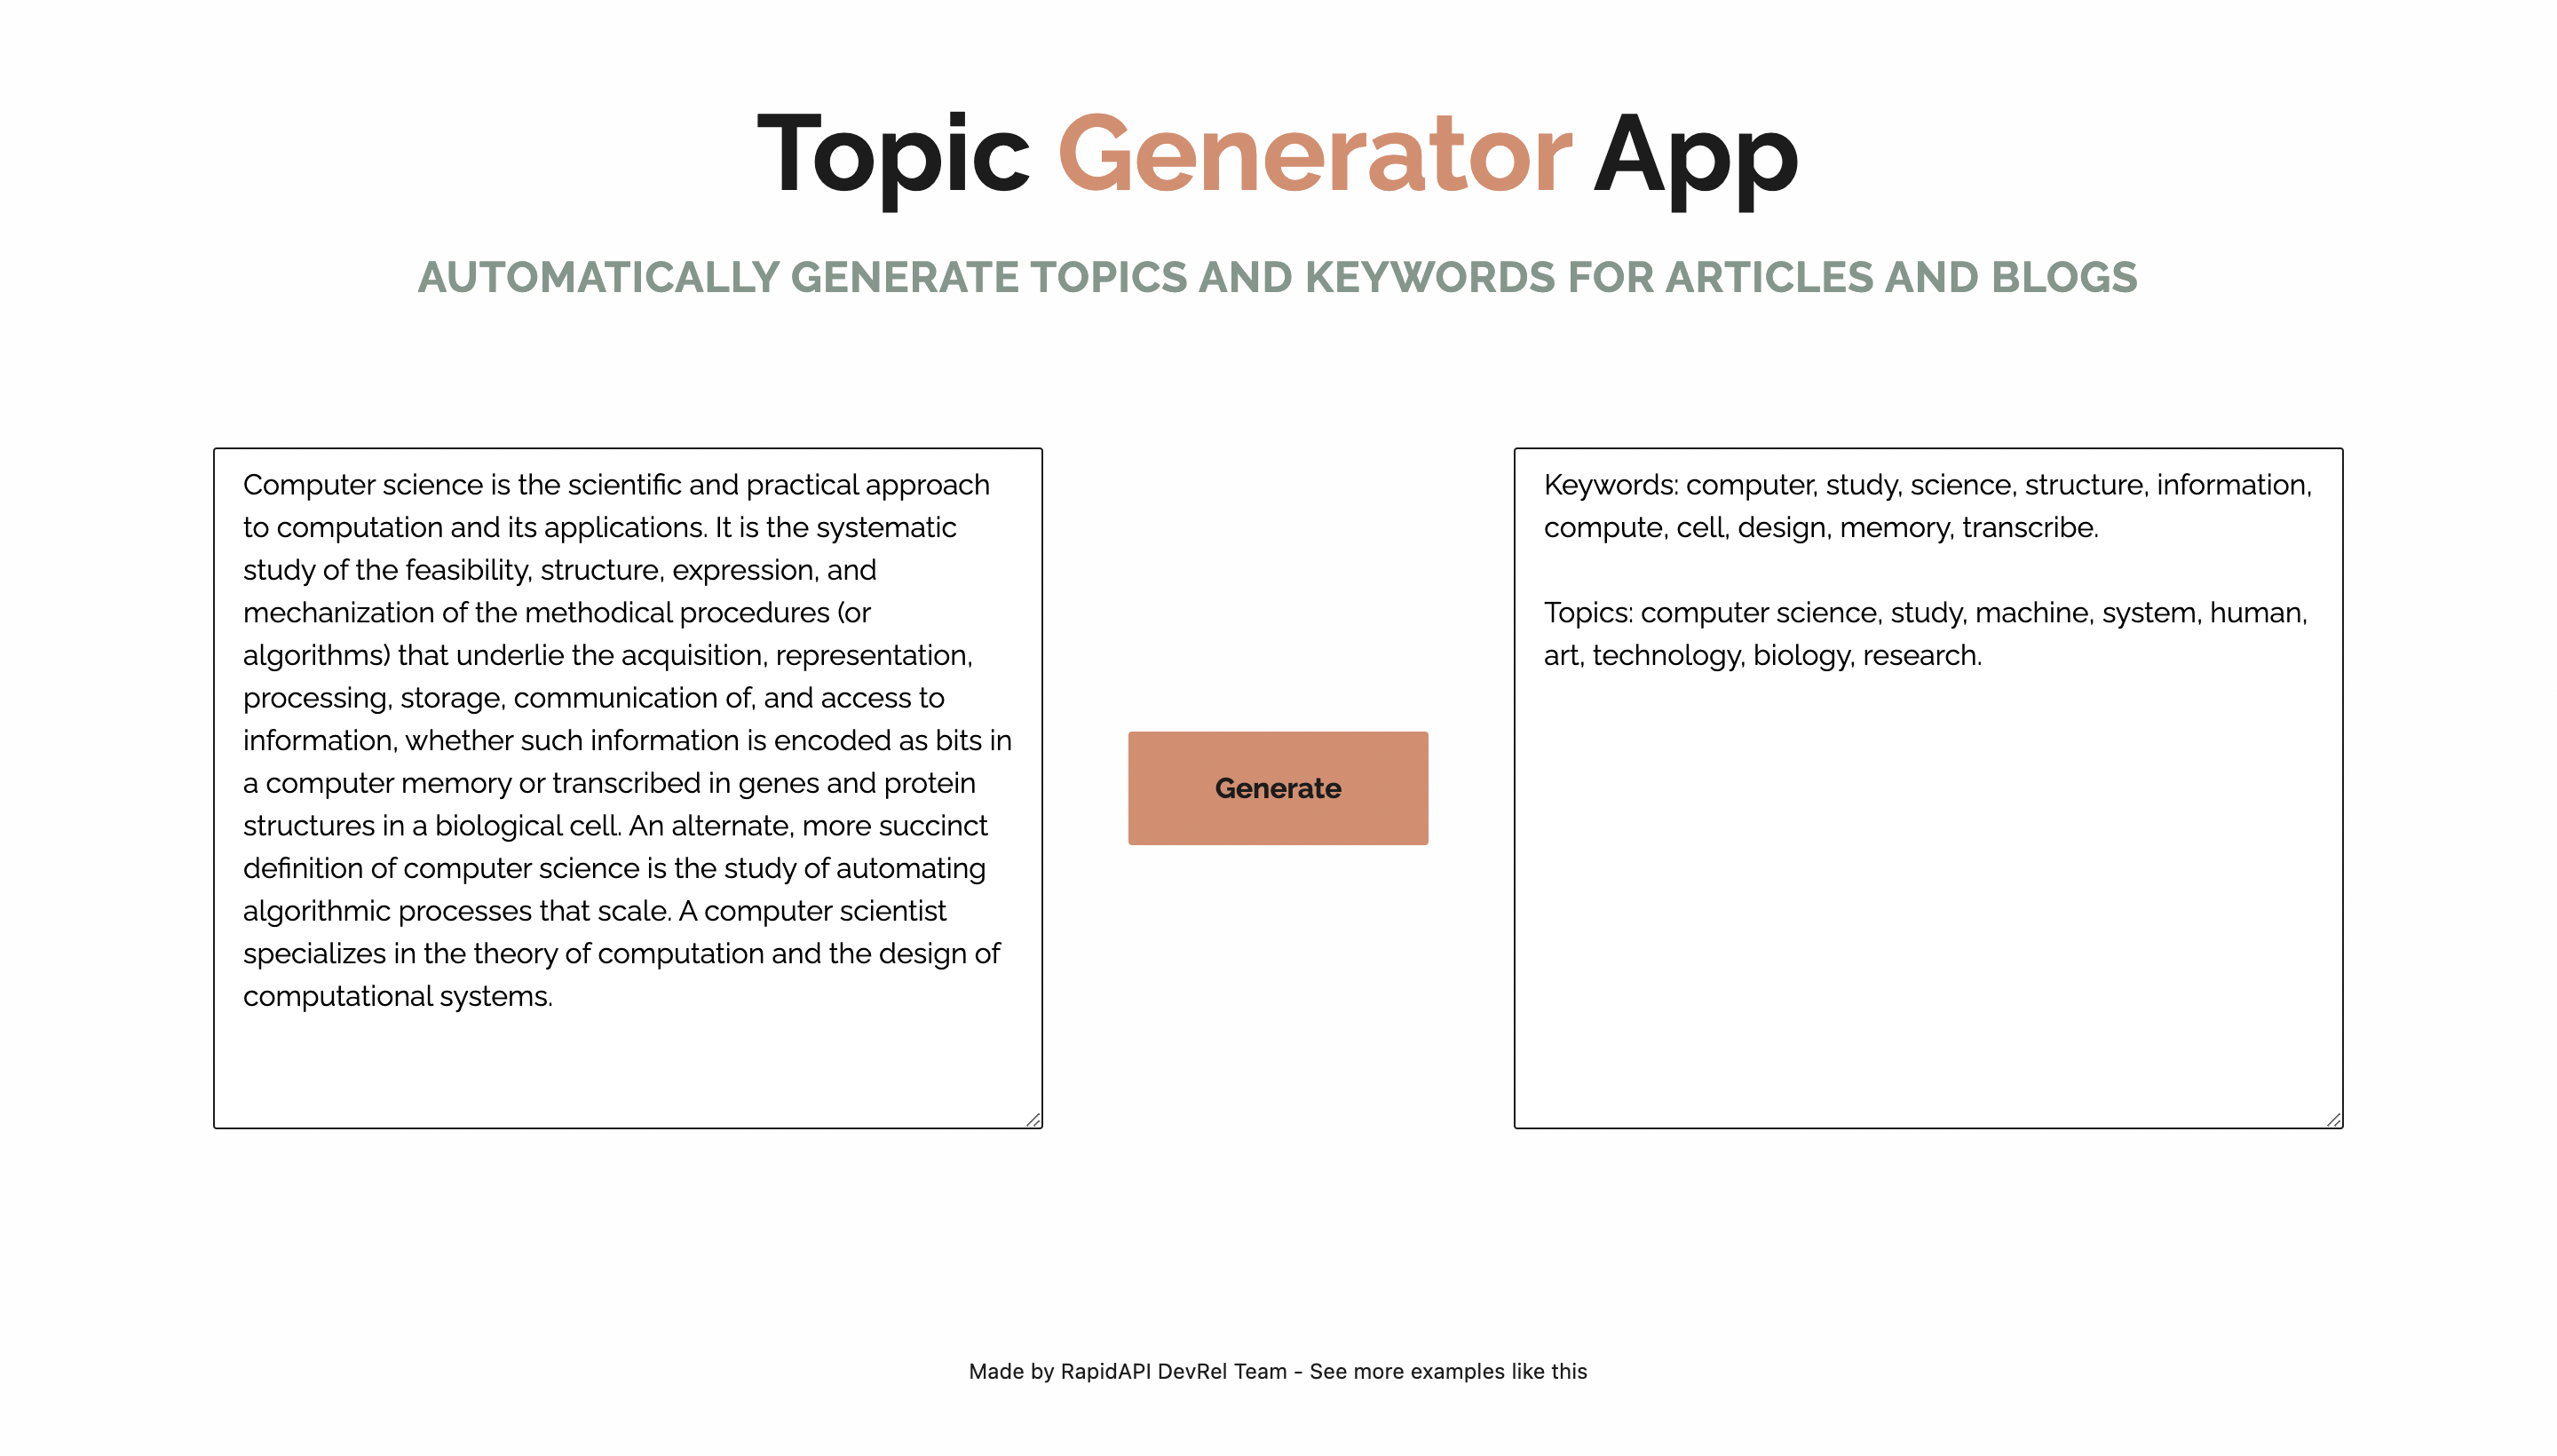 Topic Generator App
AUTOMATICALLY GENERATE TOPICS AND KEYWORDS FOR ARTICLES AND BLOGS
Computer science is the scientific and practical approach
to computation and its applications. It is the systematic
study of the feasibility, structure, expression, and
mechanization of the methodical procedures (or
algorithms) that underlie the acquisition, representation,
processing, storage, communication of, and access to
information, whether such information is encoded as bits in
a computer memory or transcribed in genes and protein
structures in a biological cell. An alternate, more succinct
definition of computer science is the study of automating
algorithmic processes that scale. A computer scientist
specializes in the theory of computation and the design of
computational systems.
Generate
Keywords: computer, study, science, structure, information,
compute, cell, design, memory, transcribe.
Topics: computer science, study, machine, system, human,
art, technology, biology, research.
Made by RapidAPI DevRel Team - See more examples like this